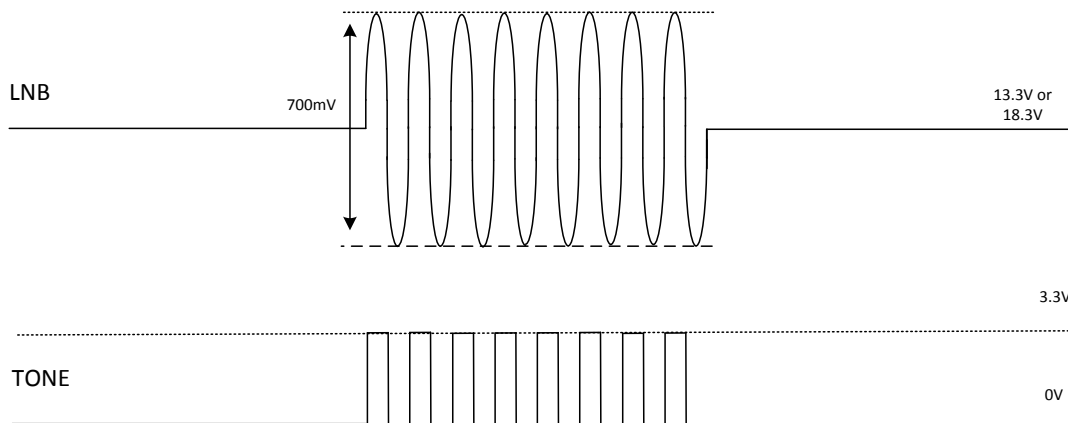 LNB
700mV
13.3V or
18.3V
3.3V
TONE
0V